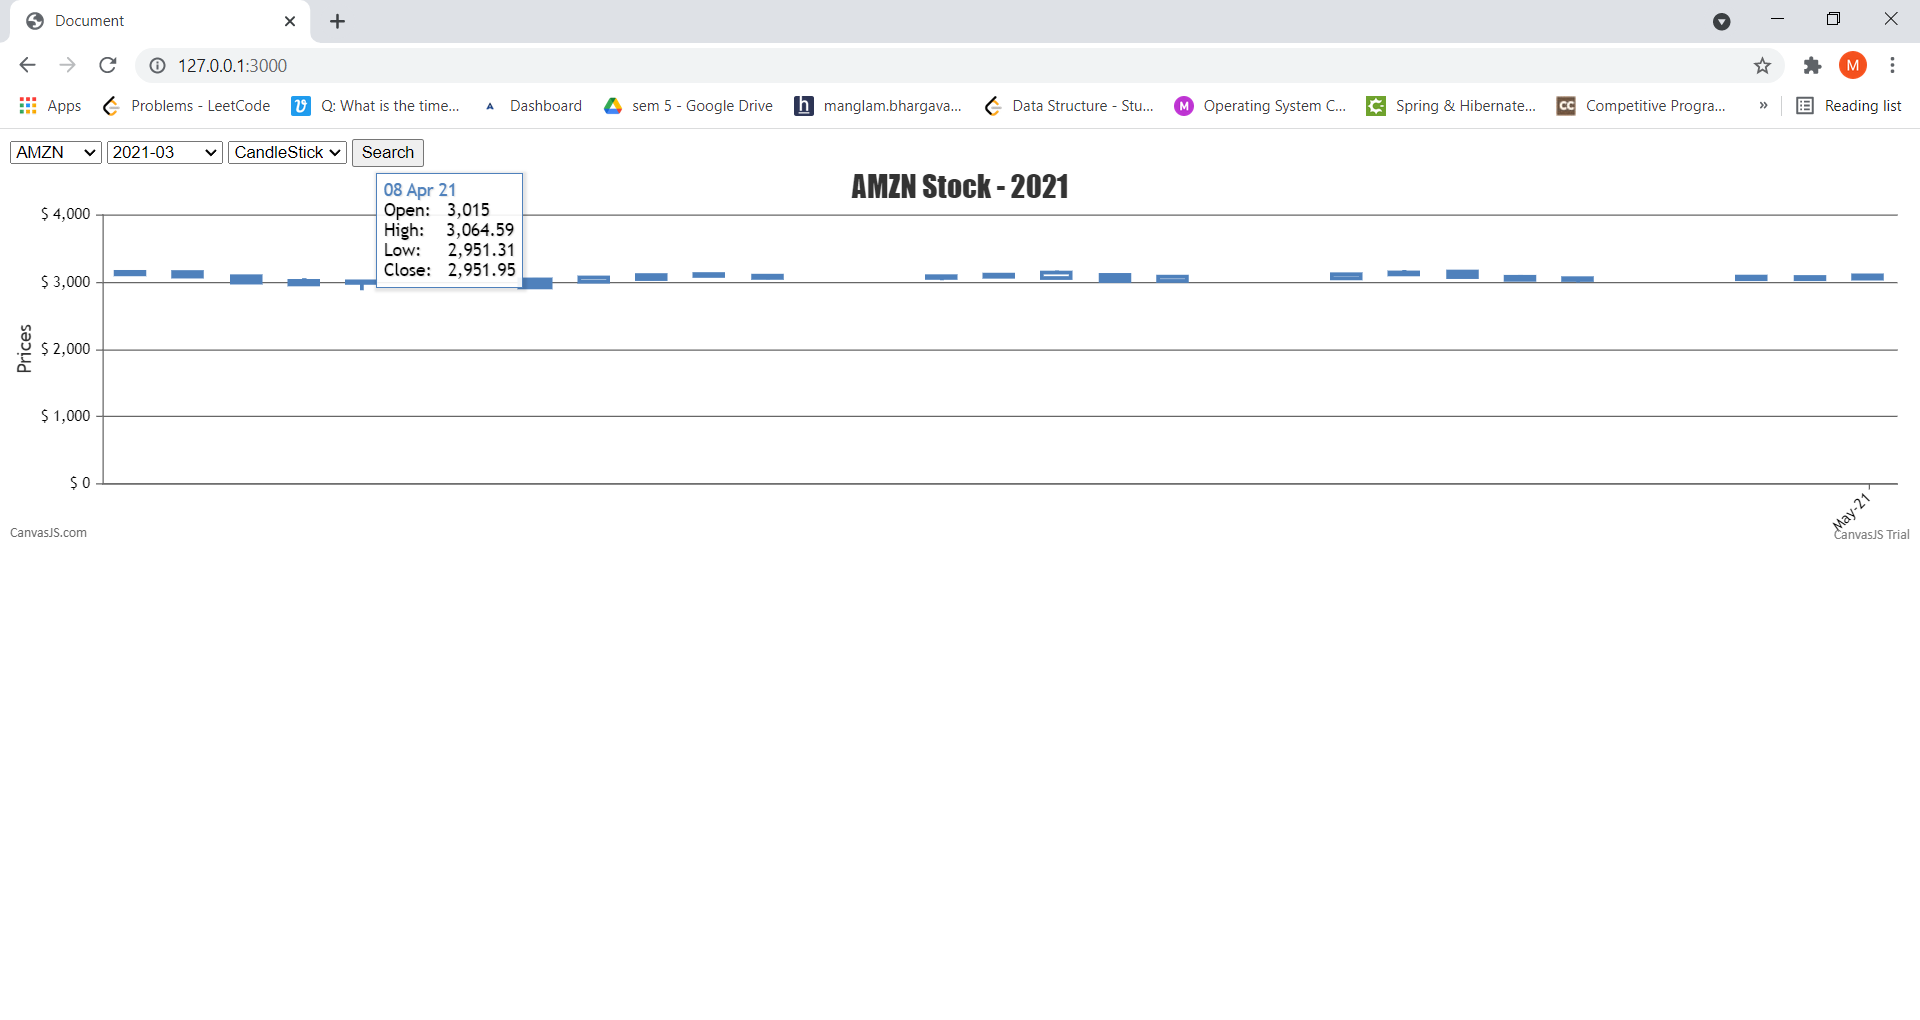 Document
127.0.0.1:3000
Apps Problems - LeetCode Q: What is the time... Dashboard sem 5 - Google Drive manglam.bhargava... Data Structure - Stu... Operating System C... Spring & Hibernate... Competitive Progra... » Reading list
AMZN 2021-03 CandleStick Search
AMZN Stock - 2021
08 Apr 21
Open: 3,015
High: 3,064.59
Low: 2,951.31
Close: 2,951.95
Prices
$ 4,000
$ 3,000
$ 2,000
$ 1,000
$ 0
May-21
CanvasJS.com
CanvasJS Trial
M
h
M
CC